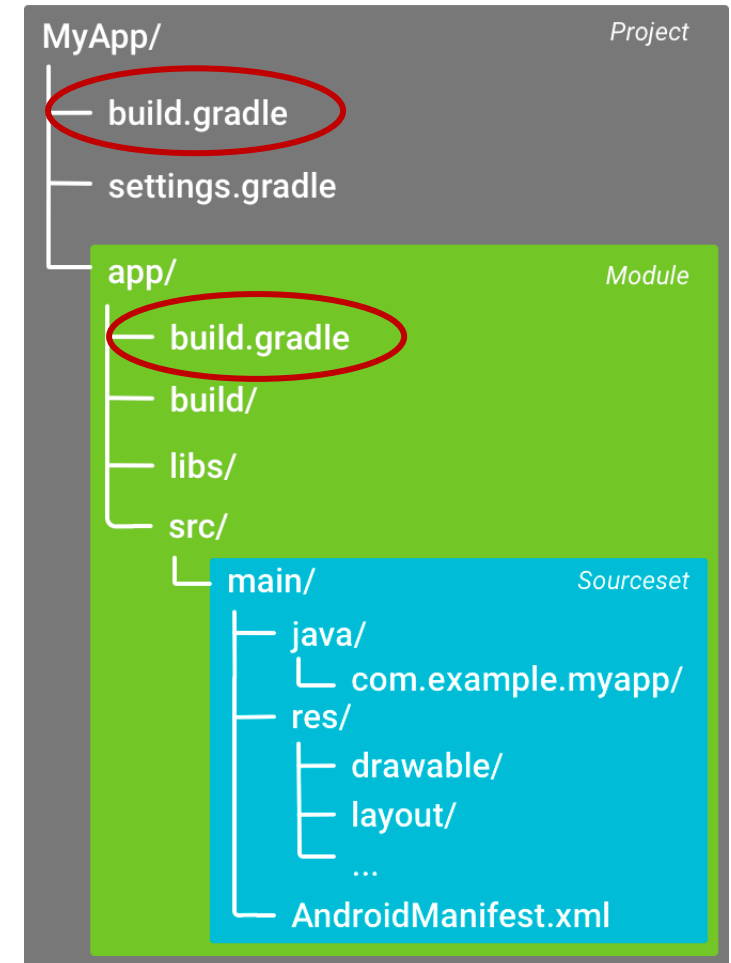 MyApp/ Project
build.gradle
settings.gradle
app/ Module
build.gradle
build/
libs/
src/
main/ Sourceset
java/
com.example.myapp/
res/
drawable/
layout/
...
AndroidManifest.xml